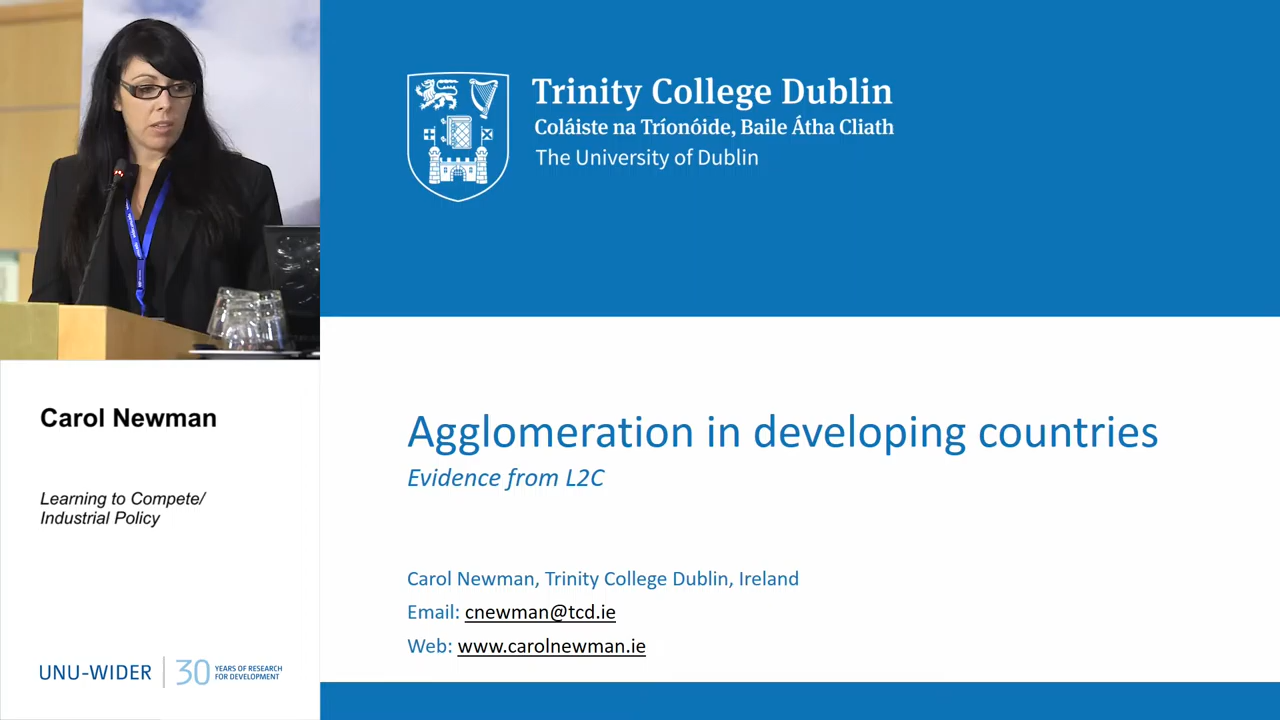 Trinity College Dublin
Coláiste na Tríonóide, Baile Átha Cliath
The University of Dublin
Carol Newman
Learning to Compete/
Industrial Policy
UNU-WIDER
30 YEARS OF RESEARCH
FOR DEVELOPMENT
Agglomeration in developing countries
Evidence from L2C
Carol Newman, Trinity College Dublin, Ireland
Email: cnewman@tcd.ie
Web: www.carolnewman.ie